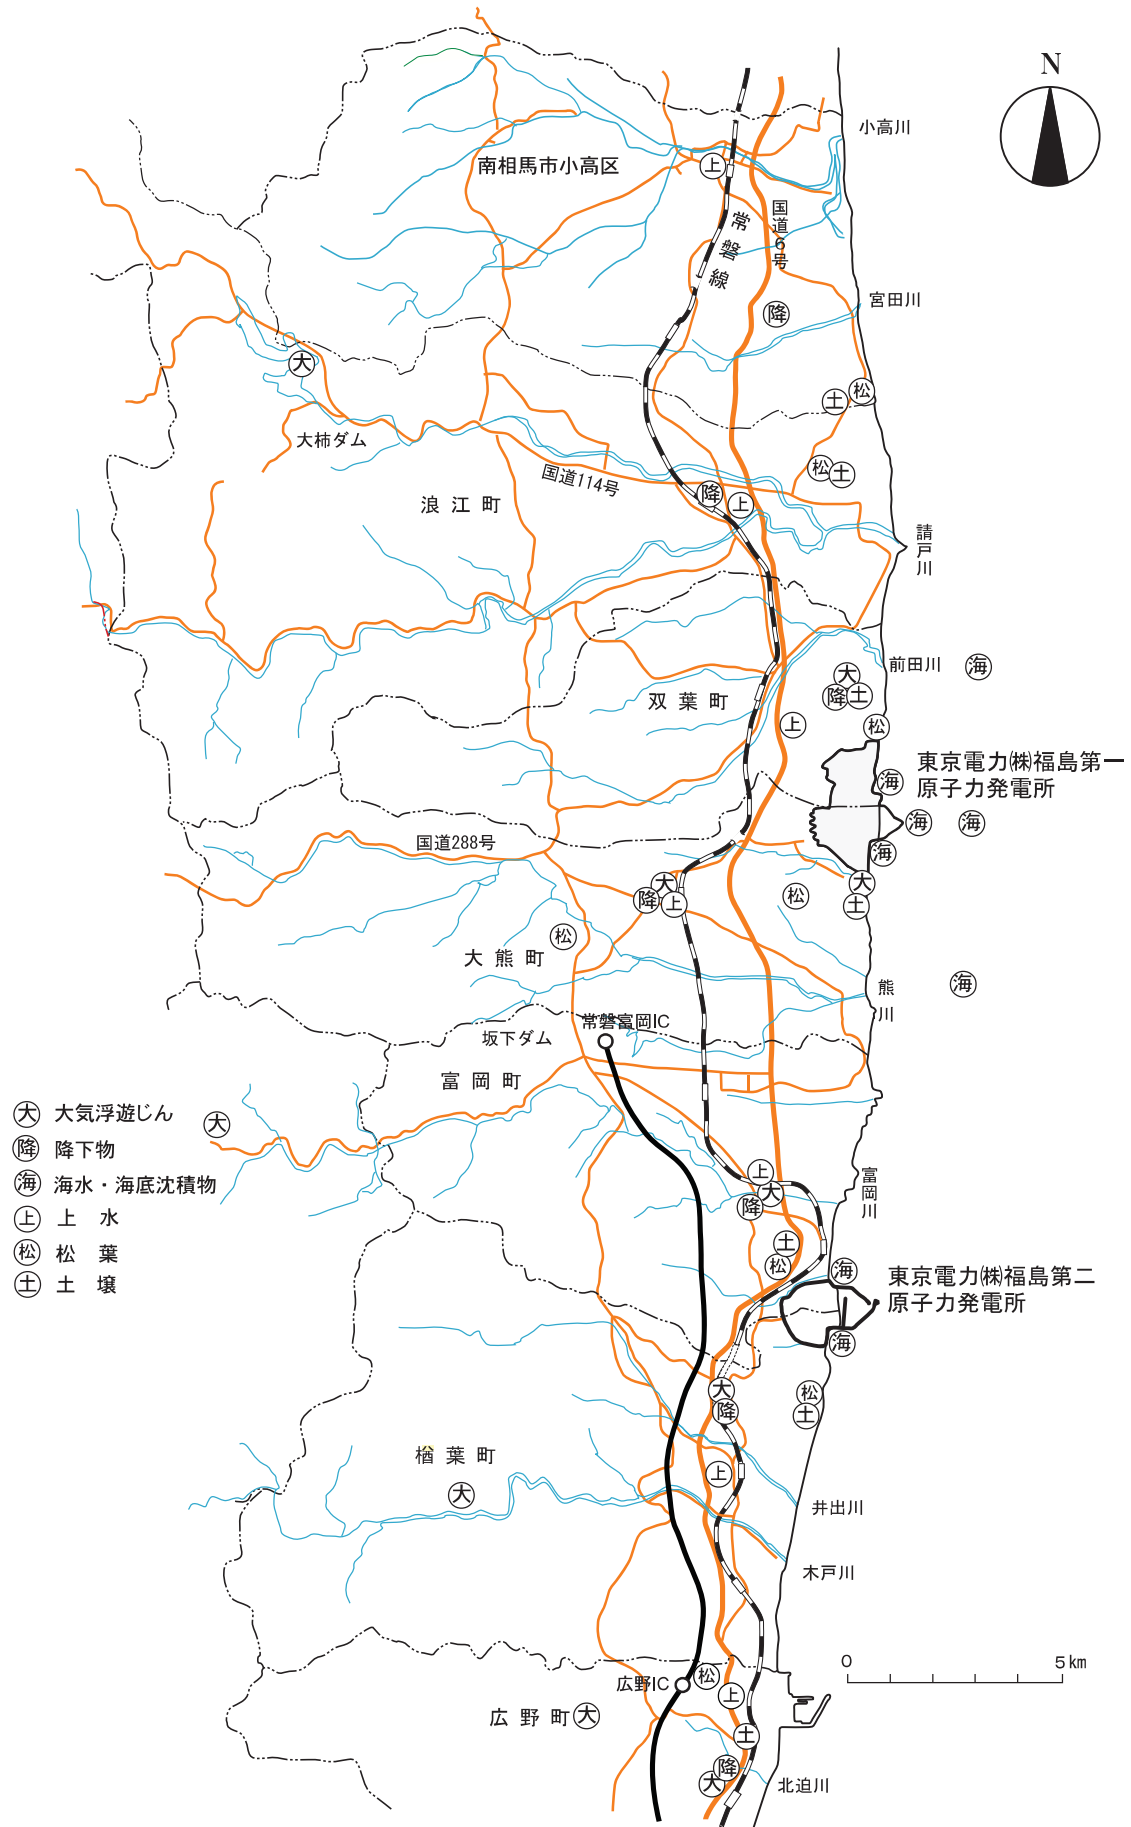 N
小高川
南相馬市小高区
上
国道6号
常磐線
宮田川
降
大
松
土
大柿ダム
松
土
国道114号
降
上
浪江町
請戸川
前田川
海
大
降
土
双葉町
上
松
東京電力㈱福島第一
原子力発電所
海
海
海
海
国道288号
大
降
上
松
大
土
松
大熊町
海
熊川
常磐富岡IC
坂下ダム
富岡町
大 大気浮遊じん
降 降下物
海 海水・海底沈積物
上 上水
松 松葉
土 土壌
大
上
大
降
富岡川
土
松
海
東京電力㈱福島第二
原子力発電所
海
大
降
松
土
楢葉町
大
上
井出川
木戸川
0 5km
広野IC
松
上
広野町
大
土
降
大
北迫川